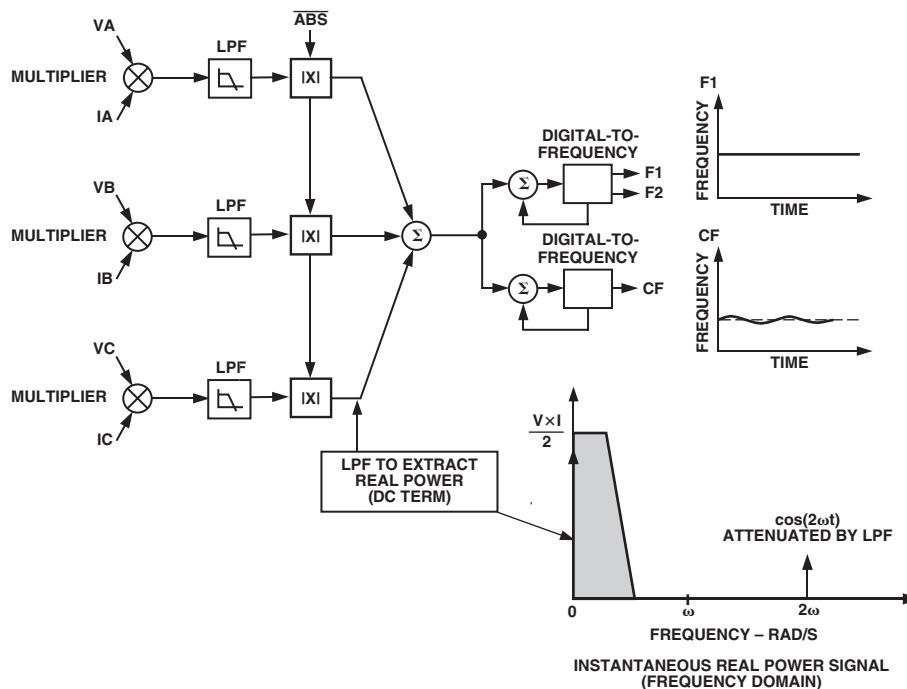 VA
MULTIPLIER
IA
LPF
ABS
|X|
VB
MULTIPLIER
IB
LPF
|X|
VC
MULTIPLIER
IC
LPF
|X|
Σ
DIGITAL-TO-
FREQUENCY
Σ
F1
F2
DIGITAL-TO-
FREQUENCY
Σ
CF
F1
FREQUENCY
TIME
CF
FREQUENCY
TIME
LPF TO EXTRACT
REAL POWER
(DC TERM)
V×I
2
cos(2ωt)
ATTENUATED BY LPF
0
ω
2ω
FREQUENCY – RAD/S
INSTANTANEOUS REAL POWER SIGNAL
(FREQUENCY DOMAIN)